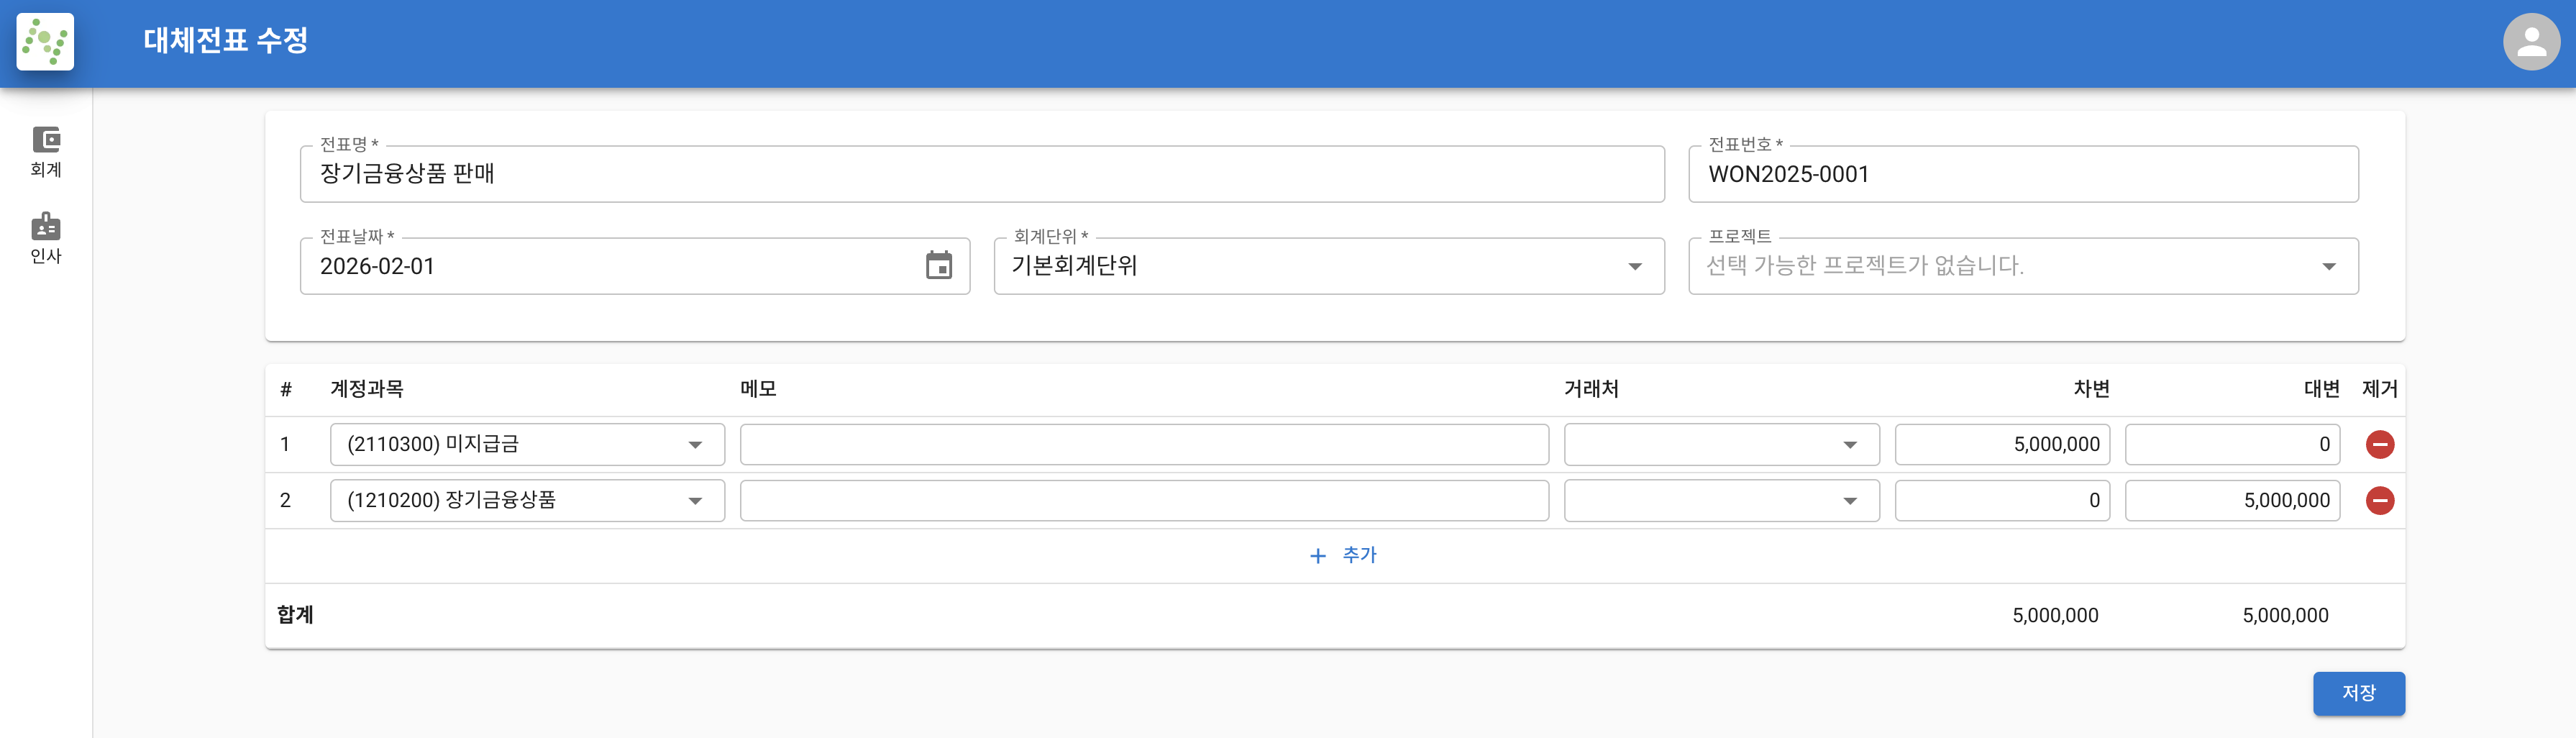 대체전표 수정
회계
인사
전표명 *
장기금융상품 판매
전표번호 *
WON2025-0001
전표날짜 *
2026-02-01
회계단위 *
기본회계단위
프로젝트
선택 가능한 프로젝트가 없습니다.
# 계정과목 메모 거래처 차변 대변 제거
1 (2110300) 미지급금 5,000,000 0
2 (1210200) 장기금융상품 0 5,000,000
+ 추가
합계 5,000,000 5,000,000
저장